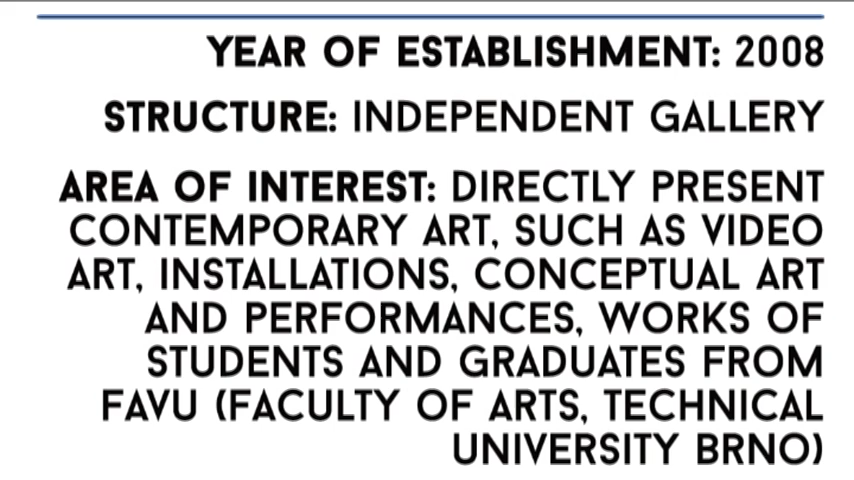 YEAR OF ESTABLISHMENT: 2008
STRUCTURE: INDEPENDENT GALLERY
AREA OF INTEREST: DIRECTLY PRESENT
CONTEMPORARY ART, SUCH AS VIDEO
ART, INSTALLATIONS, CONCEPTUAL ART
AND PERFORMANCES, WORKS OF
STUDENTS AND GRADUATES FROM
FAVU (FACULTY OF ARTS, TECHNICAL
UNIVERSITY BRNO)